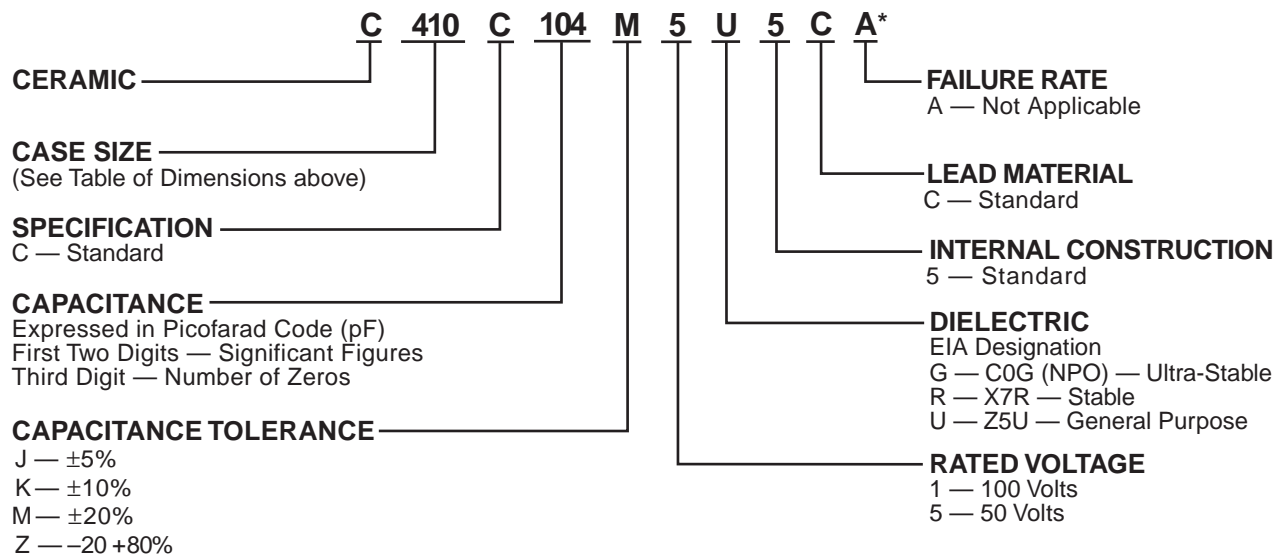 C 410 C 104 M 5 U 5 C A*
CERAMIC
CASE SIZE
(See Table of Dimensions above)
SPECIFICATION
C — Standard
CAPACITANCE
Expressed in Picofarad Code (pF)
First Two Digits — Significant Figures
Third Digit — Number of Zeros
CAPACITANCE TOLERANCE
J — ±5%
K — ±10%
M — ±20%
Z — –20 +80%
FAILURE RATE
A — Not Applicable
LEAD MATERIAL
C — Standard
INTERNAL CONSTRUCTION
5 — Standard
DIELECTRIC
EIA Designation
G — C0G (NPO) — Ultra-Stable
R — X7R — Stable
U — Z5U — General Purpose
RATED VOLTAGE
1 — 100 Volts
5 — 50 Volts